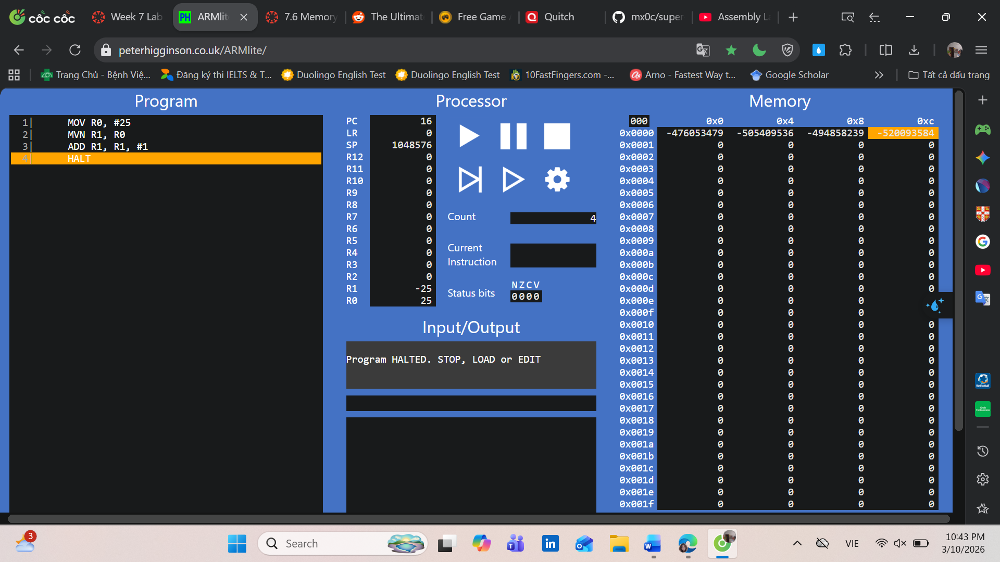 cốc cốc
Week 7 Lab
ARMlite
7.6 Memory
The Ultimat
Free Game
Quitch
mx0c/super
Assembly La
peterhigginson.co.uk/ARMlite/
Trang Chủ - Bệnh Việ...
Đăng ký thi IELTS & T...
Duolingo English Test
Duolingo English Test
10FastFingers.com -...
Arno - Fastest Way t...
Google Scholar
Tất cả dấu trang
Program
1| MOV R0, #25
2| MVN R1, R0
3| ADD R1, R1, #1
4| HALT
Processor
PC 16
LR 0
SP 1048576
R12 0
R11 0
R10 0
R9 0
R8 0
R7 0
R6 0
R5 0
R4 0
R3 0
R2 0
R1 -25
R0 25
Count 4
Current
Instruction
NZCV
Status bits 0000
Input/Output
Program HALTED. STOP, LOAD or EDIT
Memory
000 0x0 0x4 0x8 0xc
0x0000 -476053479 -505409536 -494858239 -520093584
0x0001 0 0 0 0
0x0002 0 0 0 0
0x0003 0 0 0 0
0x0004 0 0 0 0
0x0005 0 0 0 0
0x0006 0 0 0 0
0x0007 0 0 0 0
0x0008 0 0 0 0
0x0009 0 0 0 0
0x000a 0 0 0 0
0x000b 0 0 0 0
0x000c 0 0 0 0
0x000d 0 0 0 0
0x000e 0 0 0
0x000f 0 0 0
0x0010 0 0 0 0
0x0011 0 0 0 0
0x0012 0 0 0 0
0x0013 0 0 0 0
0x0014 0 0 0 0
0x0015 0 0 0 0
0x0016 0 0 0 0
0x0017 0 0 0 0
0x0018 0 0 0 0
0x0019 0 0 0 0
0x001a 0 0 0 0
0x001b 0 0 0 0
0x001c 0 0 0 0
0x001d 0 0 0 0
0x001e 0 0 0 0
0x001f 0 0 0 0
3
Search
VIE
10:43 PM
3/10/2026